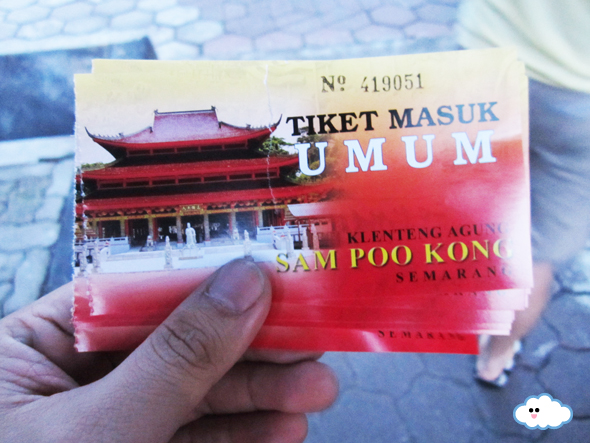 Nº 419051
TIKET MASUK
UMUM
KLENTENG AGUNG
SAM POO KONG
SEMARANG
SEMARANG